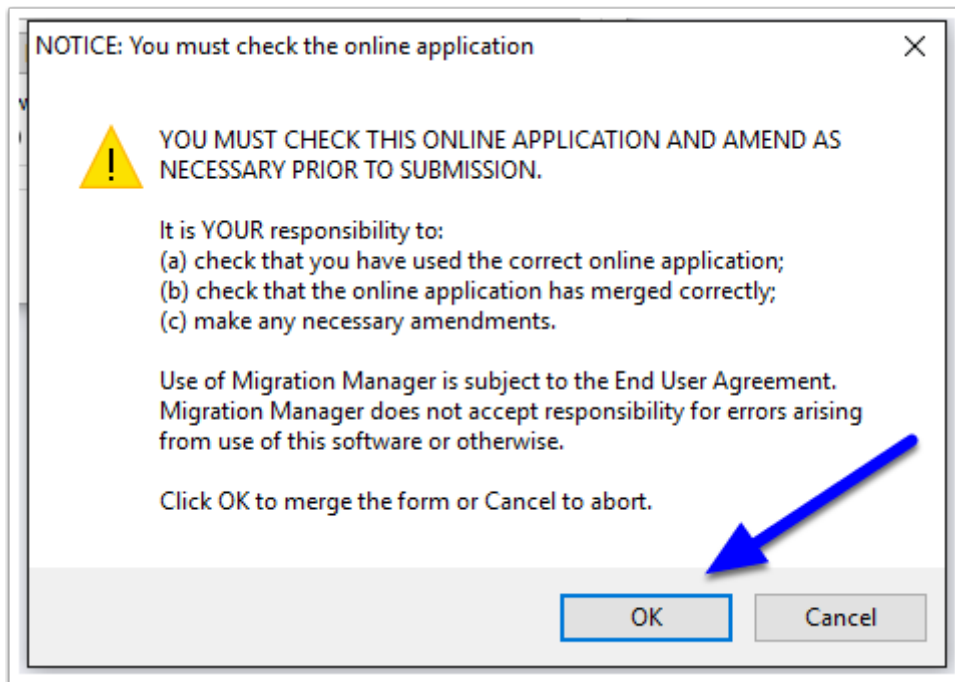 NOTICE: You must check the online application
YOU MUST CHECK THIS ONLINE APPLICATION AND AMEND AS
NECESSARY PRIOR TO SUBMISSION.
It is YOUR responsibility to:
(a) check that you have used the correct online application;
(b) check that the online application has merged correctly;
(c) make any necessary amendments.
Use of Migration Manager is subject to the End User Agreement.
Migration Manager does not accept responsibility for errors arising
from use of this software or otherwise.
Click OK to merge the form or Cancel to abort.
OK
Cancel